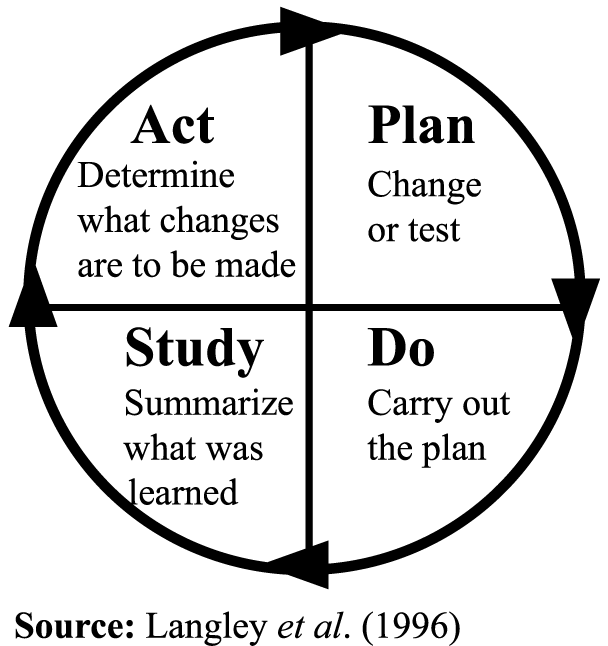 Act
Determine
what changes
are to be made
Plan
Change
or test
Study
Summarize
what was
learned
Do
Carry out
the plan
Source: Langley et al. (1996)